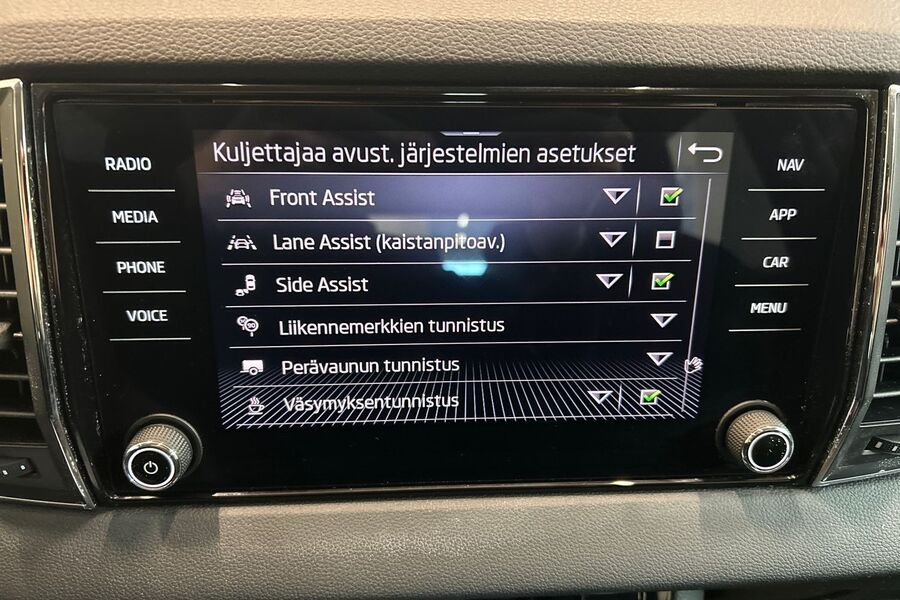 RADIO
MEDIA
PHONE
VOICE
Kuljettajaa avust. järjestelmien asetukset
Front Assist
Lane Assist (kaistanpitoav.)
Side Assist
90
Liikennemerkkien tunnistus
Perävaunun tunnistus
Väsymyksentunnistus
NAV
APP
CAR
MENU